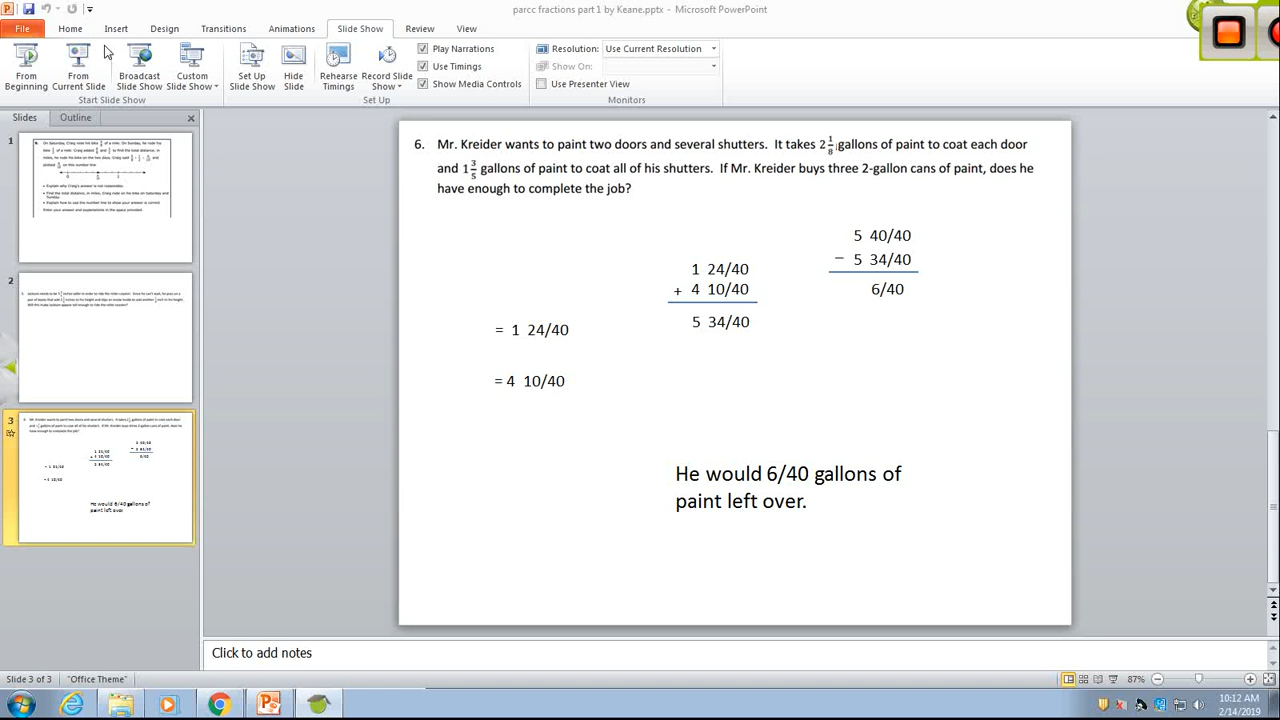 parcc fractions part1 by Keane.pptx - Microsoft PowerPoint
File Home Insert Design Transitions Animations Slide Show Review View
From Beginning
From Current Slide
Broadcast Slide Show
Custom Slide Show
Set Up Slide Show
Hide Slide
Rehearse Timings
Record Slide Show
Play Narrations
Use Timings
Show Media Controls
Resolution: Use Current Resolution
Show On:
Use Presenter View
Start Slide Show
Set Up
Monitors
Slides Outline
1
2
3
6. Mr. Kreider wants to paint two doors and several shutters. It takes 2 1/8 gallons of paint to coat each door
and 1 3/5 gallons of paint to coat all of his shutters. If Mr. Kreider buys three 2-gallon cans of paint, does he
have enough to complete the job?
5 40/40
− 5 34/40
6/40
1 24/40
+ 4 10/40
5 34/40
= 1 24/40
= 4 10/40
He would 6/40 gallons of
paint left over.
Click to add notes
Slide 3 of 3 "Office Theme" 87%
10:12 AM
2/14/2019